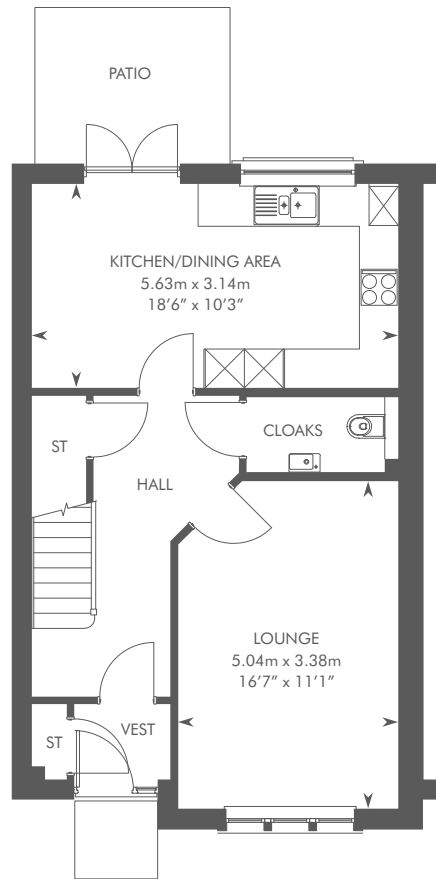 PATIO
KITCHEN/DINING AREA
5.63m x 3.14m
18’6” x 10’3”
ST
CLOAKS
HALL
LOUNGE
5.04m x 3.38m
16’7” x 11’1”
ST
VEST